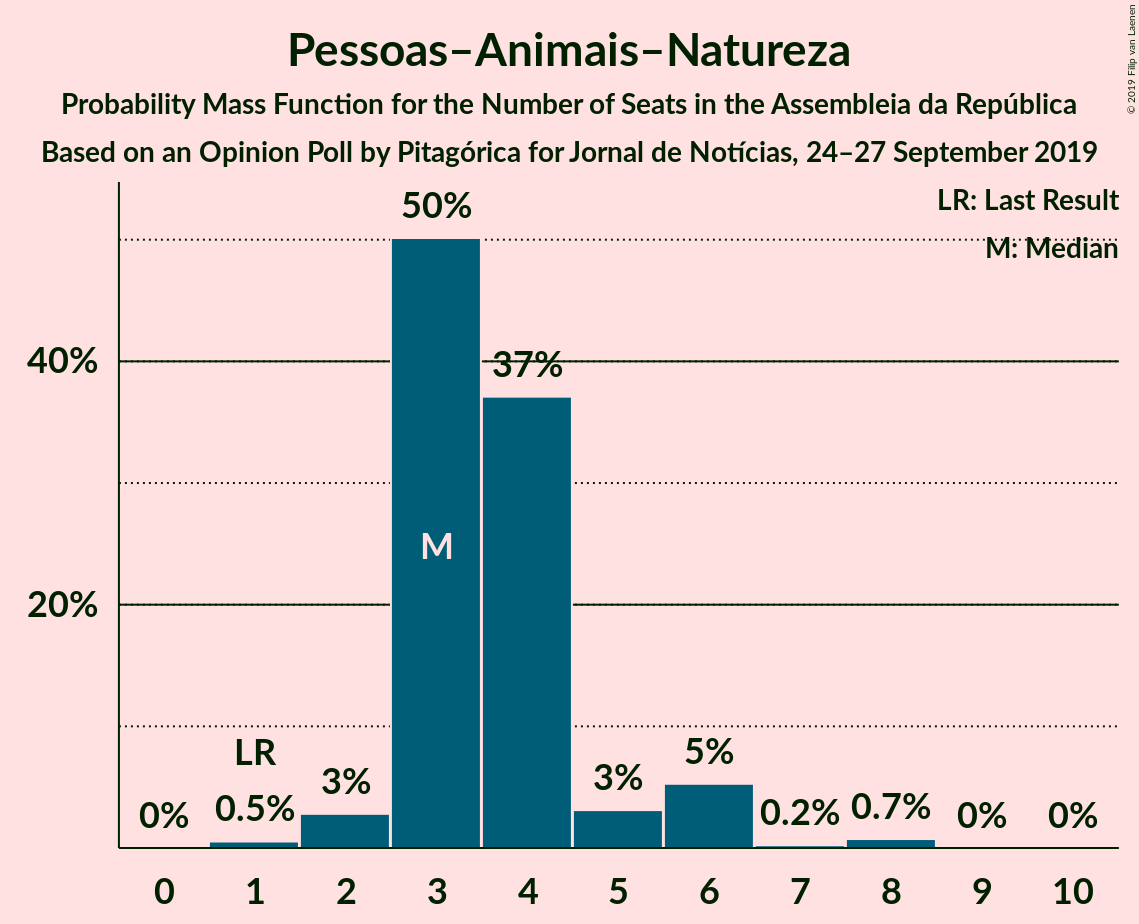 Pessoas–Animais–Natureza
Probability Mass Function for the Number of Seats in the Assembleia da República
Based on an Opinion Poll by Pitagórica for Jornal de Notícias, 24–27 September 2019
© 2019 Filip van Laenen
LR: Last Result
M: Median
50%
40%
37%
M
20%
LR
0%
0.5%
3%
3%
5%
0.2%
0.7%
0%
0%
0 1 2 3 4 5 6 7 8 9 10